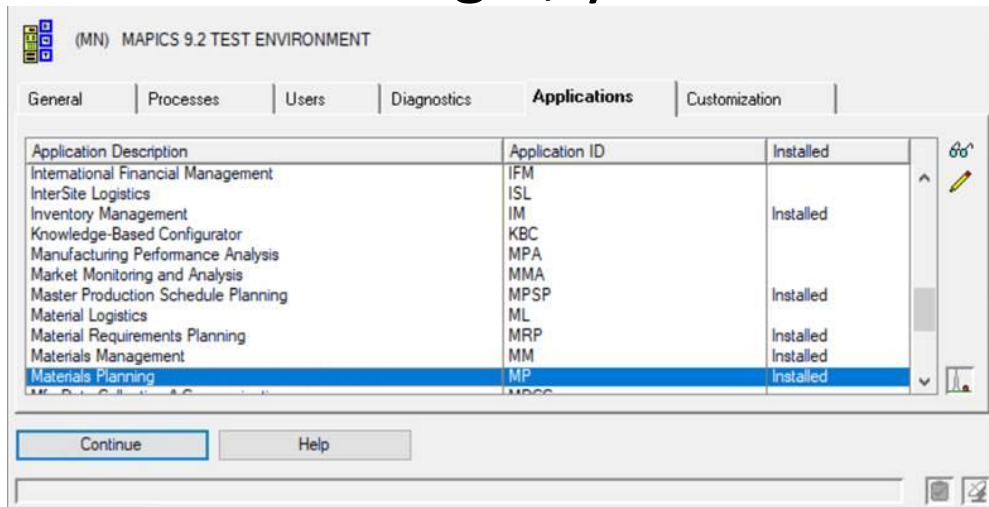 (MN) MAPICS 9.2 TEST ENVIRONMENT
General Processes Users Diagnostics Applications Customization
Application Description Application ID Installed
International Financial Management IFM
InterSite Logistics ISL
Inventory Management IM Installed
Knowledge-Based Configurator KBC
Manufacturing Performance Analysis MPA
Market Monitoring and Analysis MMA
Master Production Schedule Planning MPSP Installed
Material Logistics ML
Material Requirements Planning MRP Installed
Materials Management MM Installed
Materials Planning MP Installed
Continue Help